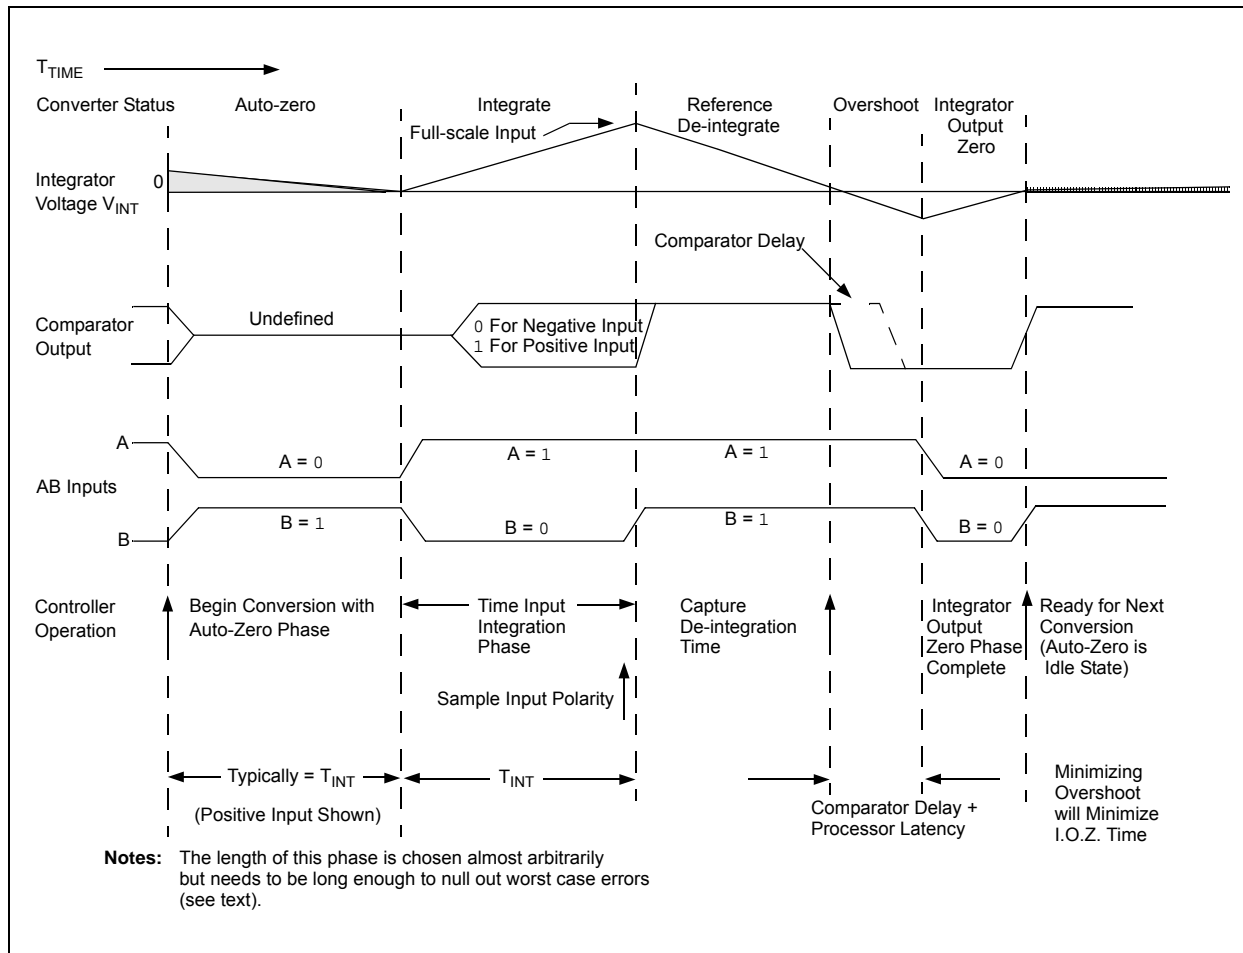 TTIME
Converter Status
Auto-zero
Integrate
Reference
De-integrate
Overshoot
Integrator
Output
Zero
Full-scale Input
Integrator
Voltage VINT
0
Comparator Delay
Comparator
Output
Undefined
0 For Negative Input
1 For Positive Input
AB Inputs
A
A = 0
A = 1
A = 1
A = 0
B
B = 1
B = 0
B = 1
B = 0
Controller
Operation
Begin Conversion with
Auto-Zero Phase
Time Input
Integration
Phase
Capture
De-integration
Time
Integrator
Output
Zero Phase
Complete
Ready for Next
Conversion
(Auto-Zero is
Idle State)
Sample Input Polarity
Typically = TINT
TINT
(Positive Input Shown)
Comparator Delay +
Processor Latency
Minimizing
Overshoot
will Minimize
I.O.Z. Time
Notes: The length of this phase is chosen almost arbitrarily
but needs to be long enough to null out worst case errors
(see text).